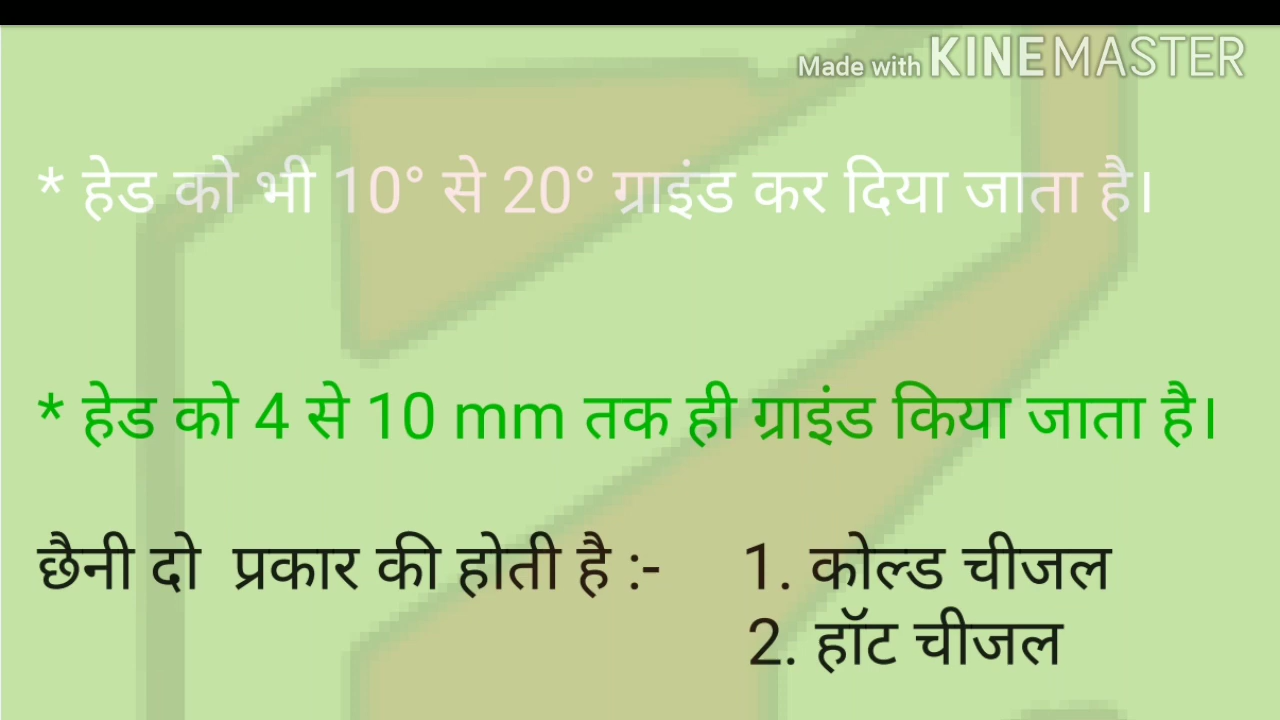 Made with KINEMASTER
* हेड को भी 10° से 20° ग्राइंड कर दिया जाता है।
* हेड को 4 से 10 mm तक ही ग्राइंड किया जाता है।
छैनी दो प्रकार की होती है :- 1. कोल्ड चीजल
2. हॉट चीजल